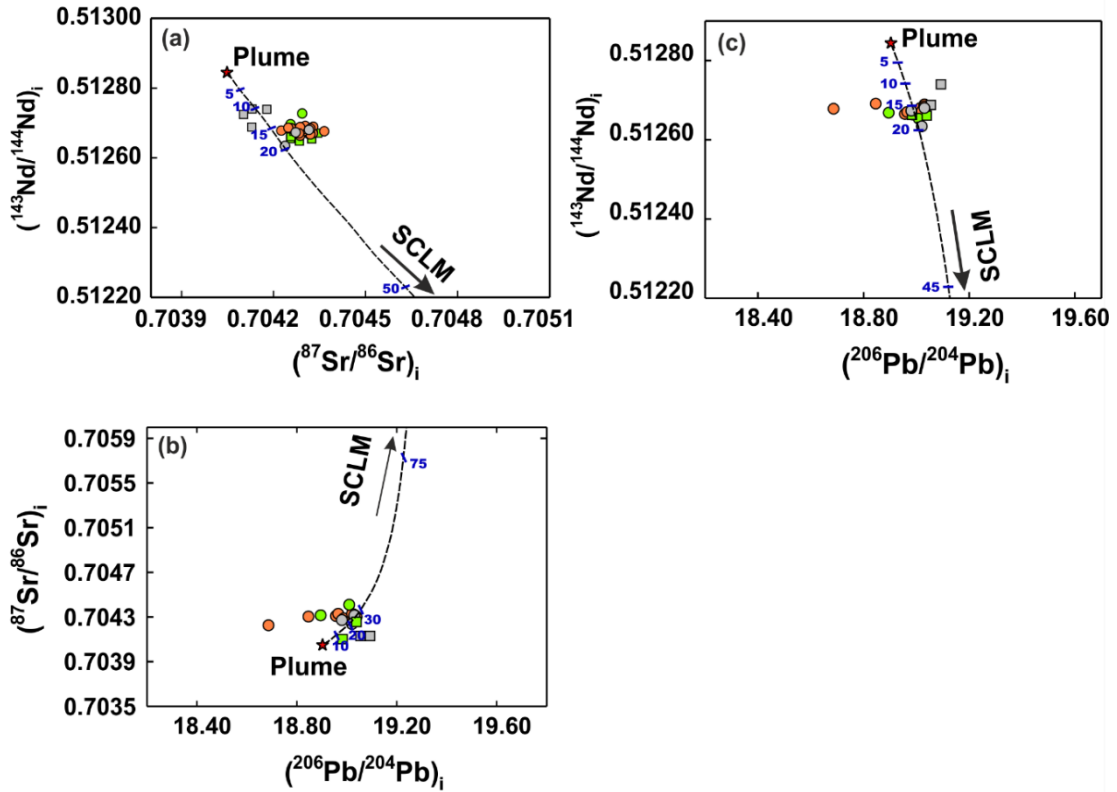 (a)
0.51300
0.51280
0.51260
0.51240
0.51220
(¹⁴³Nd/¹⁴⁴Nd)ᵢ
Plume
5
10
15
20
50
SCLM
0.7039 0.7042 0.7045 0.7048 0.7051
(⁸⁷Sr/⁸⁶Sr)ᵢ
(c)
0.51280
0.51260
0.51240
0.51220
(¹⁴³Nd/¹⁴⁴Nd)ᵢ
Plume
5
10
15
20
45
SCLM
18.40 18.80 19.20 19.60
(²⁰⁶Pb/²⁰⁴Pb)ᵢ
(b)
0.7059
0.7055
0.7051
0.7047
0.7043
0.7039
0.7035
(⁸⁷Sr/⁸⁶Sr)ᵢ
SCLM
75
30
20
10
Plume
18.40 18.80 19.20 19.60
(²⁰⁶Pb/²⁰⁴Pb)ᵢ